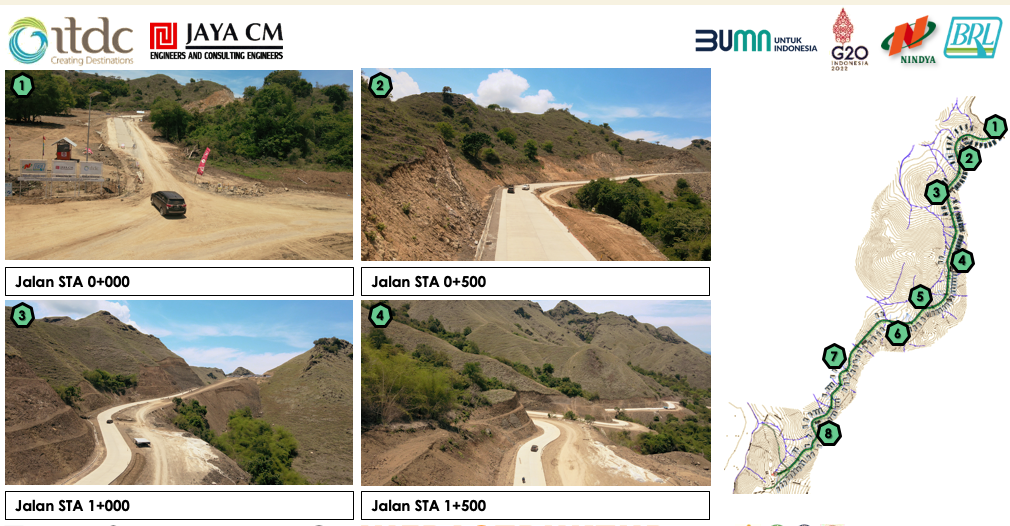 itdc
Creating Destinations
JAYA CM
ENGINEERS AND CONSULTING ENGINEERS
BUMN UNTUK INDONESIA
G20
INDONESIA
2022
NINDYA
BRL
1
2
Jalan STA 0+000
Jalan STA 0+500
3
4
Jalan STA 1+000
Jalan STA 1+500
1
2
3
4
5
6
7
8